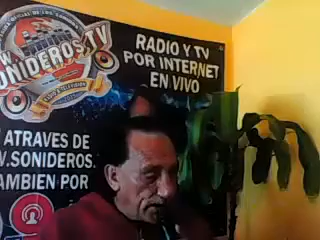 SONIDEROS.TV
RADIO Y TV
POR INTERNET
EN VIVO
ATRAVES DE
.SONIDEROS.
AMBIEN POR